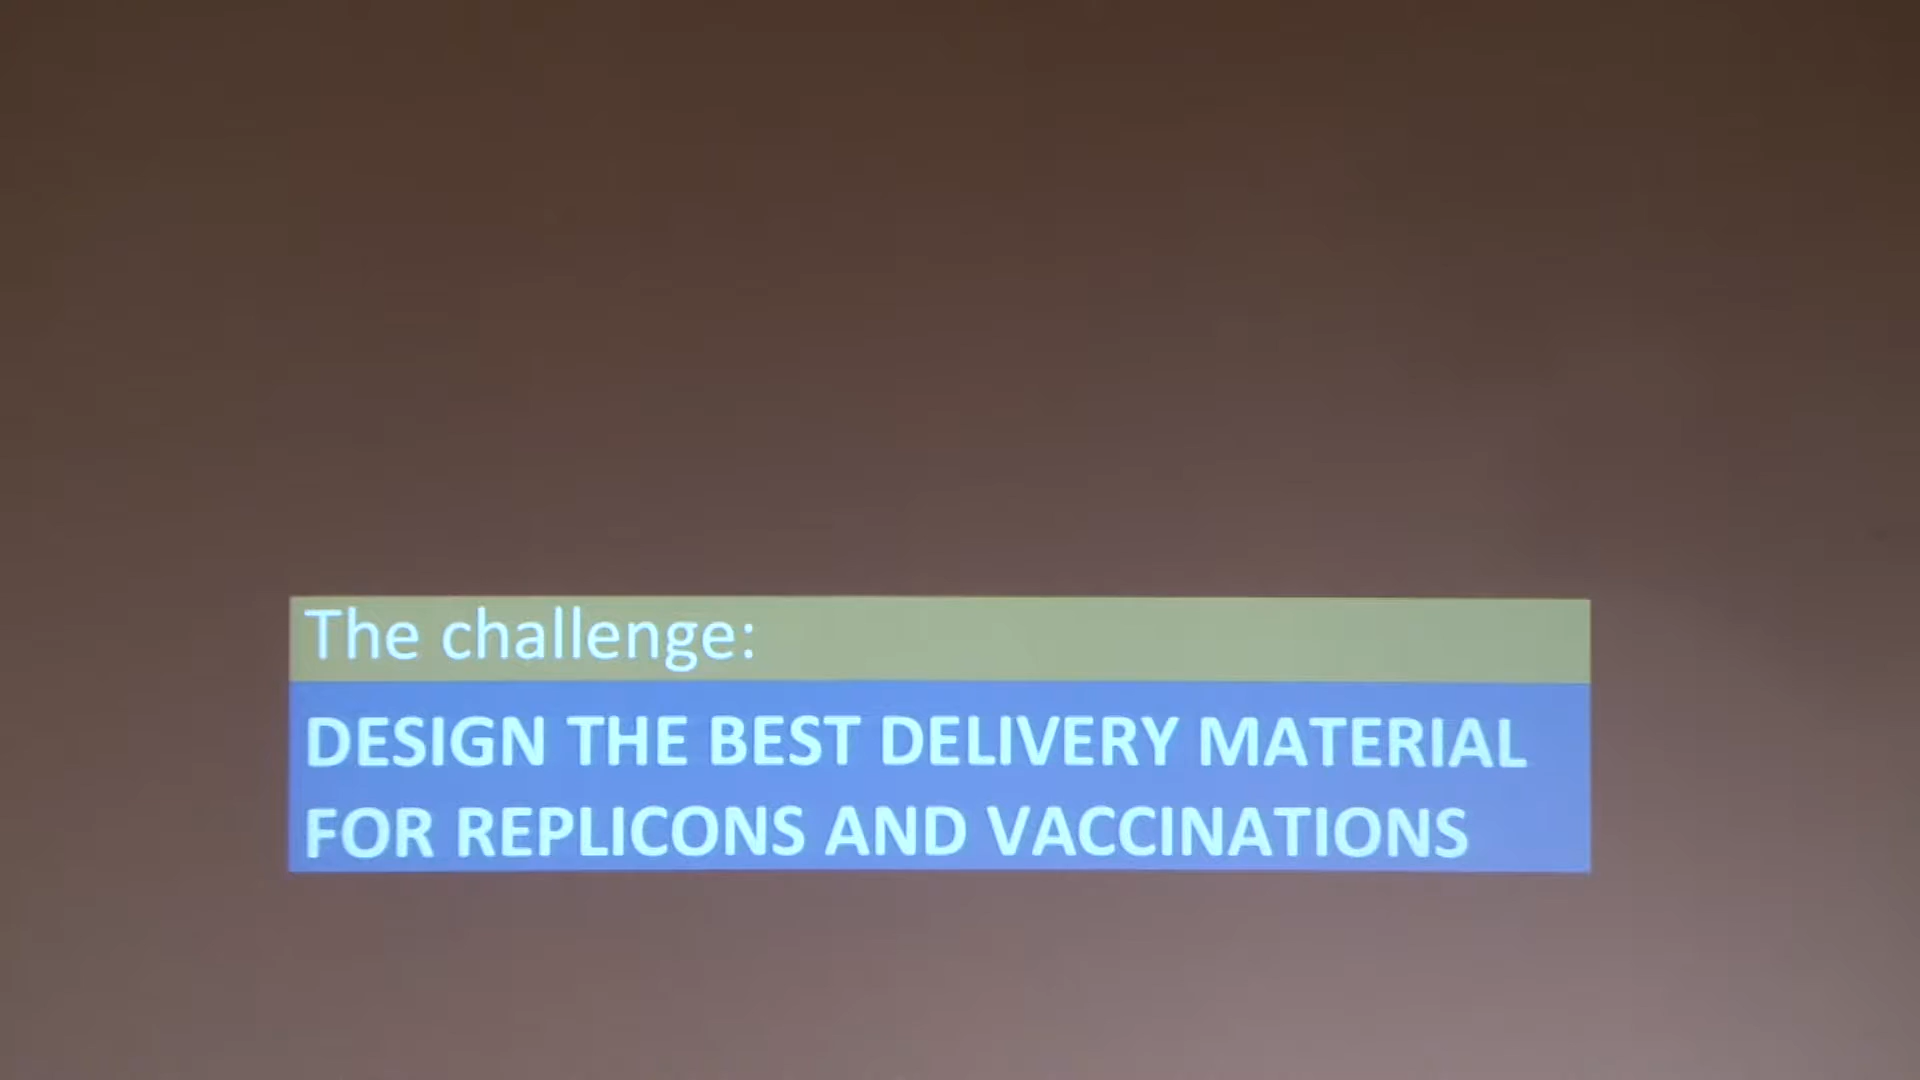 The challenge:
DESIGN THE BEST DELIVERY MATERIAL
FOR REPLICONS AND VACCINATIONS